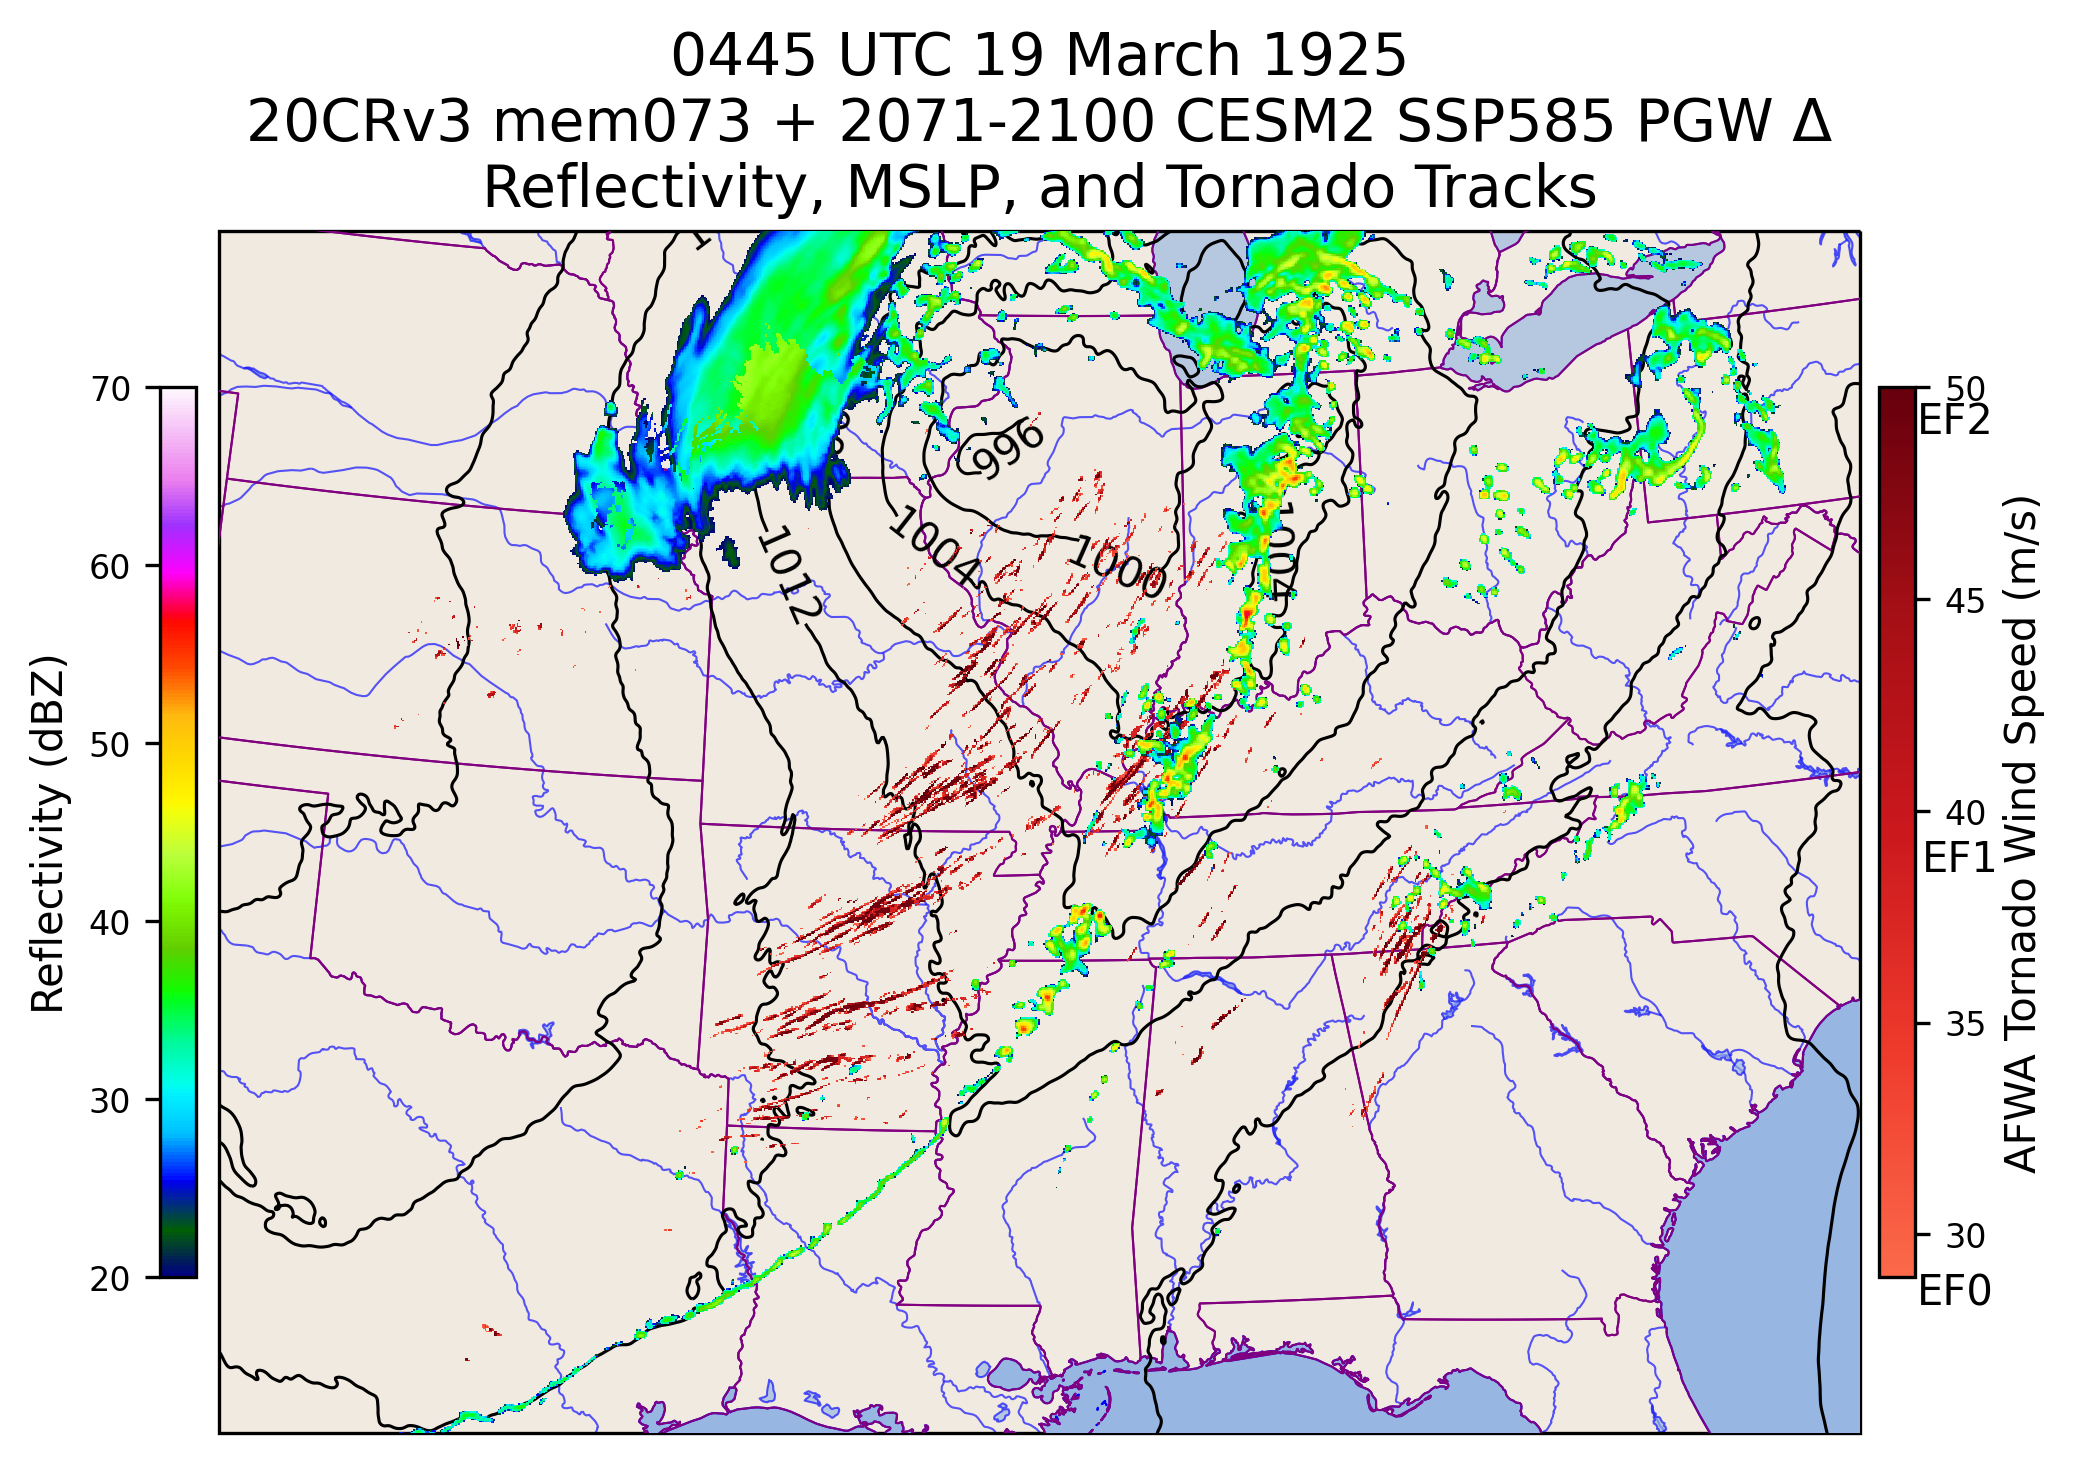 0445 UTC 19 March 1925
20CRv3 mem073 + 2071-2100 CESM2 SSP585 PGW Δ
Reflectivity, MSLP, and Tornado Tracks
Reflectivity (dBZ)
70
60
50
40
30
20
996
1004
1000
1012
1004
50
EF2
45
40
EF1
35
30
EF0
AFWA Tornado Wind Speed (m/s)